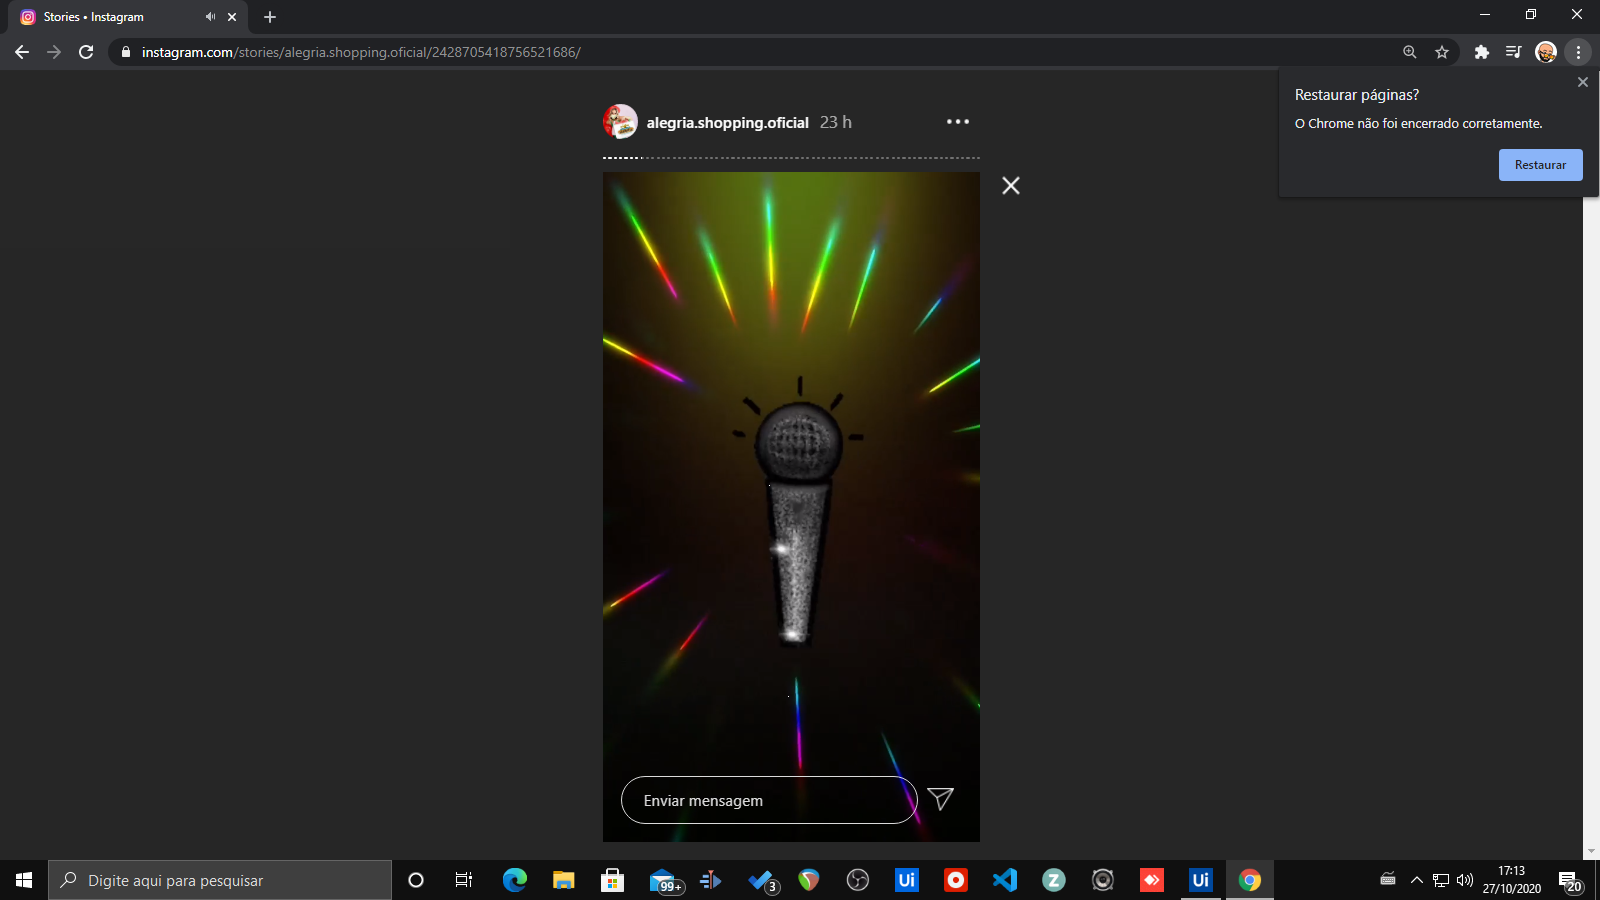 Stories • Instagram
instagram.com/stories/alegria.shopping.oficial/2428705418756521686/
Restaurar páginas?
O Chrome não foi encerrado corretamente.
Restaurar
alegria.shopping.oficial 23 h
Enviar mensagem
Digite aqui para pesquisar
99+
3
Ui
Z
Ui
17:13
27/10/2020
20